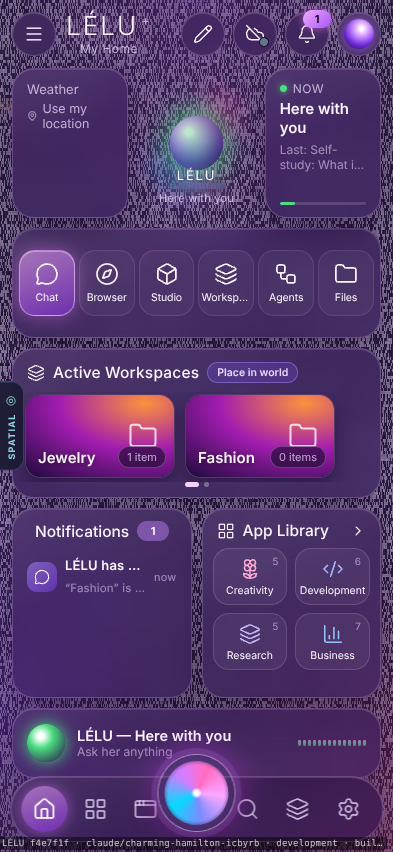 LÉLU +
My Home
1
Weather
Use my
location
LÉLU
Here with you
NOW
Here with
you
Last: Self-
study: What i...
Chat
Browser
Studio
Worksp...
Agents
Files
Active Workspaces
Place in world
SPATIAL
Jewelry
1 item
Fashion
0 items
Notifications
1
LÉLU has ...
now
“Fashion” is ...
App Library
5
Creativity
6
Development
5
Research
7
Business
LÉLU — Here with you
Ask her anything
LELU f4e7f1f · claude/charming-hamilton-icbyrb · development · buil…